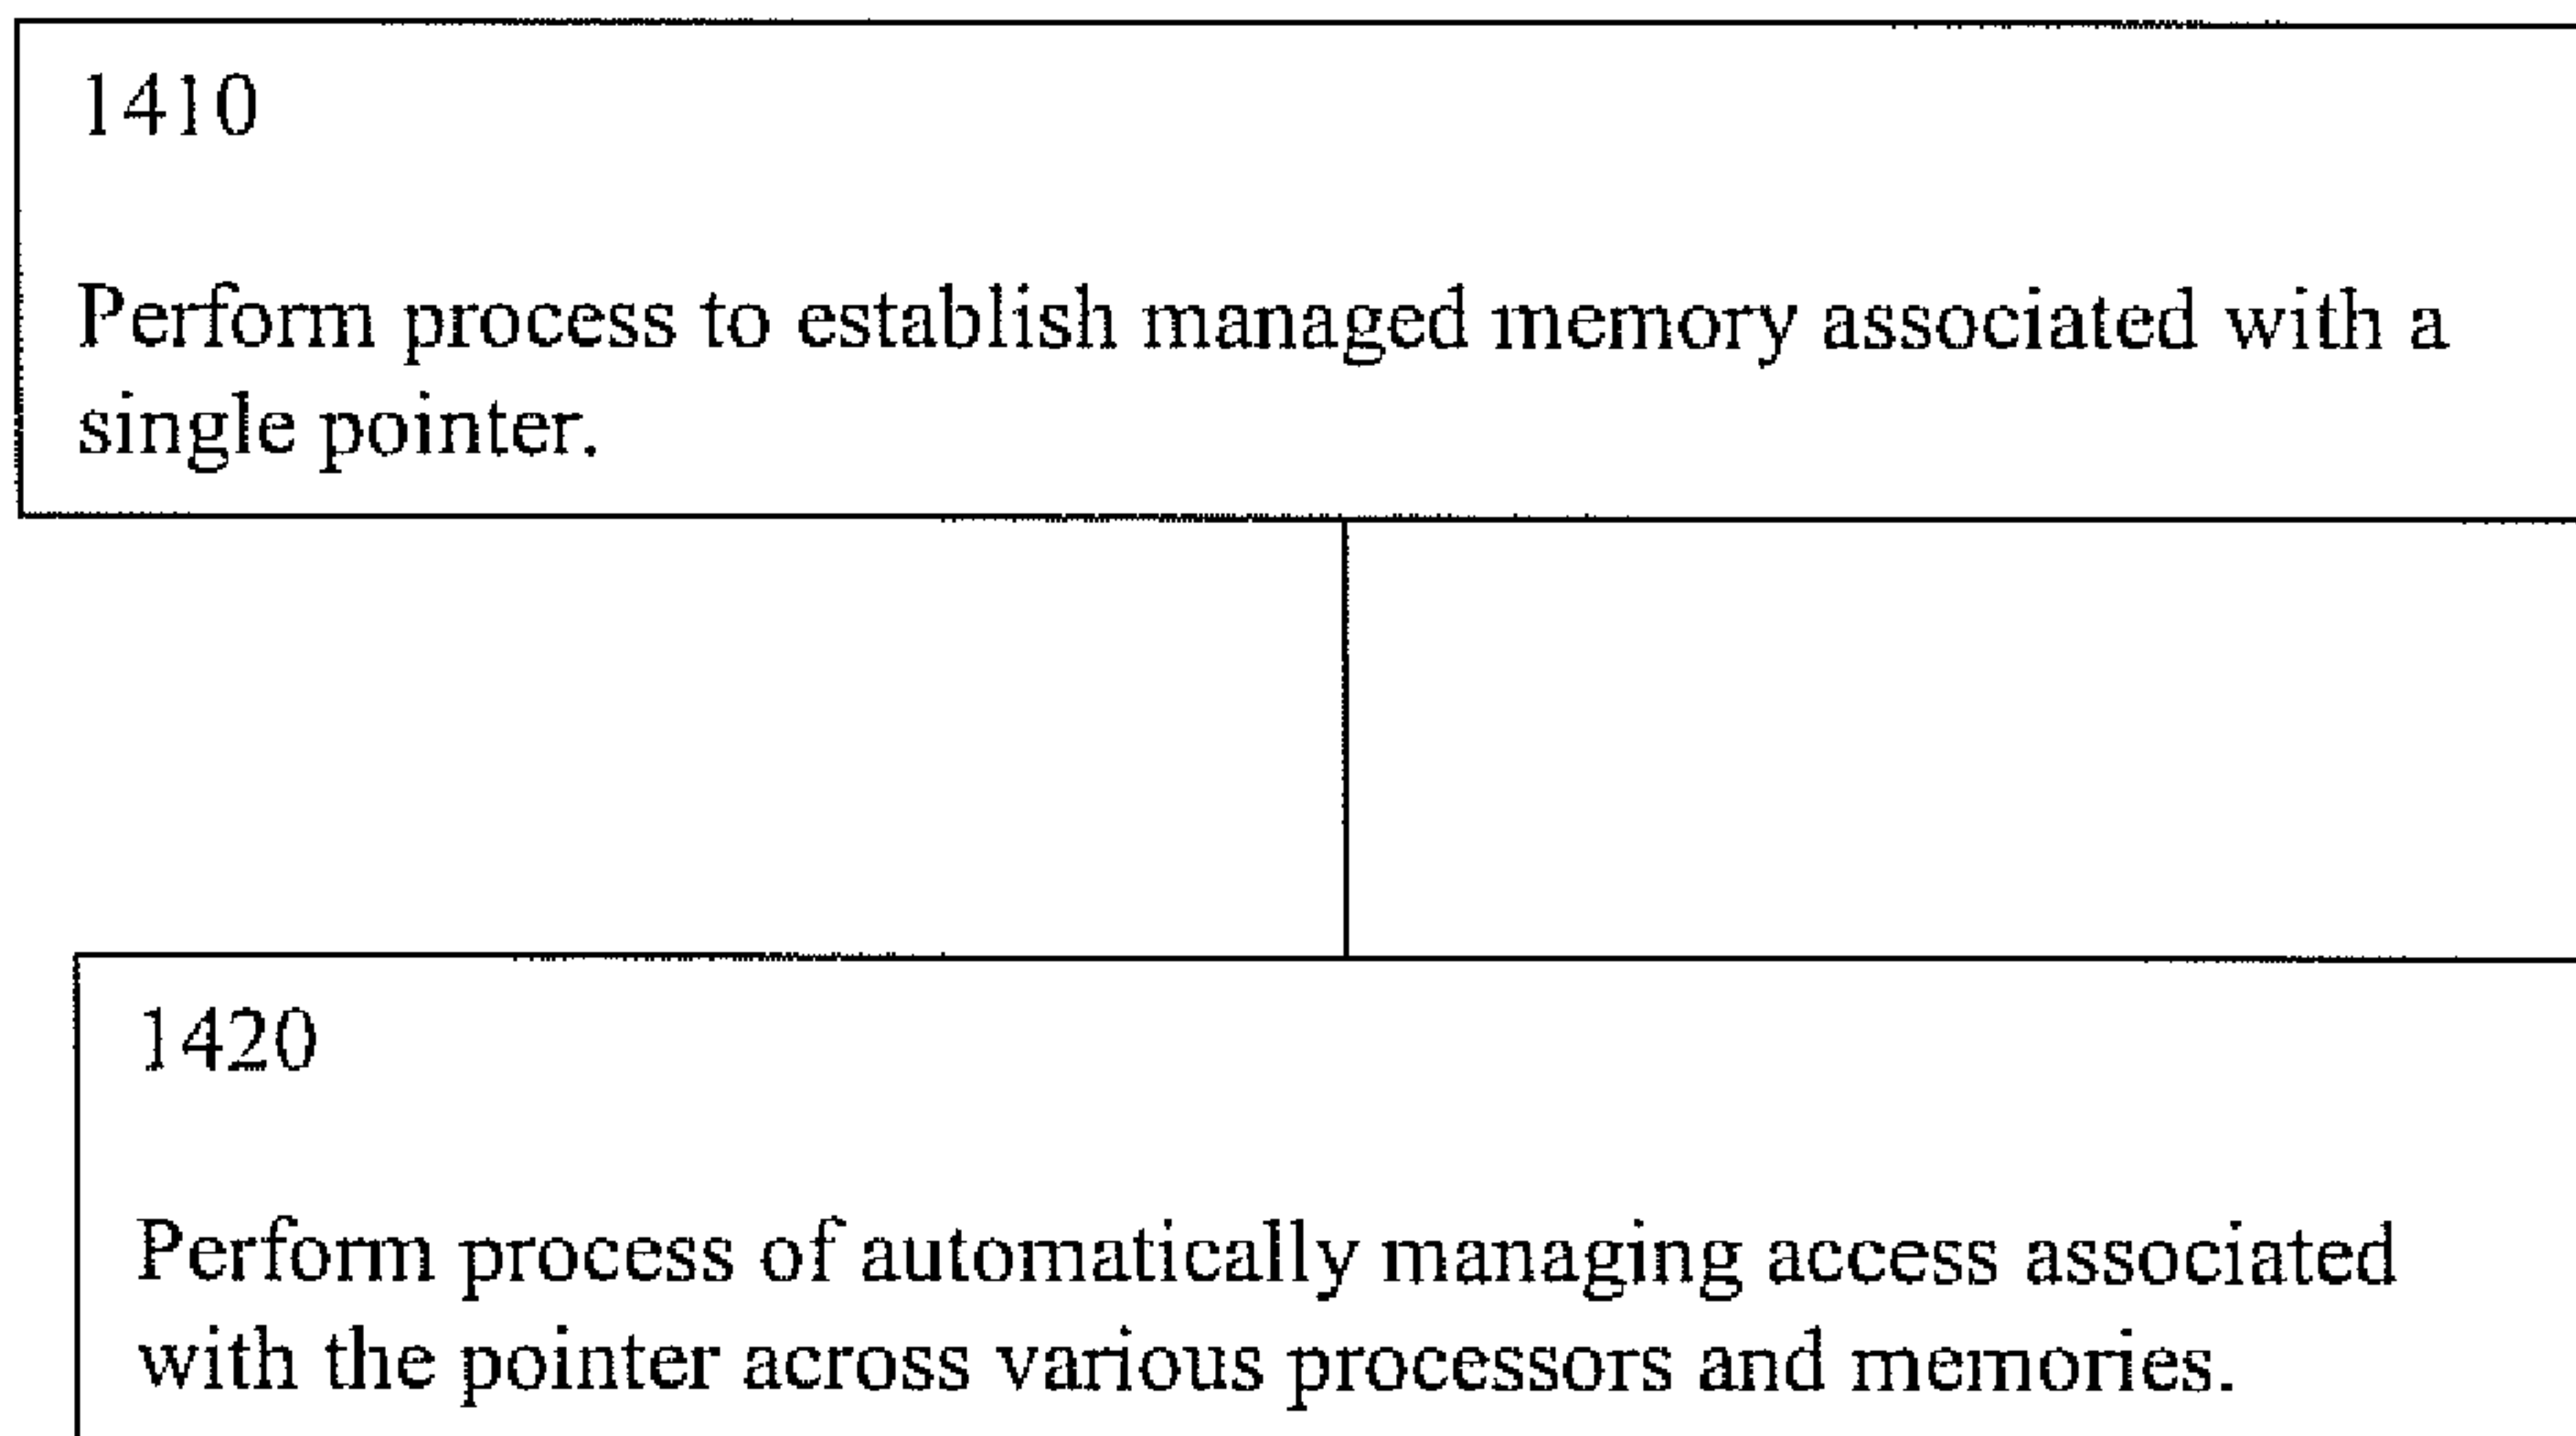 1410
Perform process to establish managed memory associated with a
single pointer.
1420
Perform process of automatically managing access associated
with the pointer across various processors and memories.